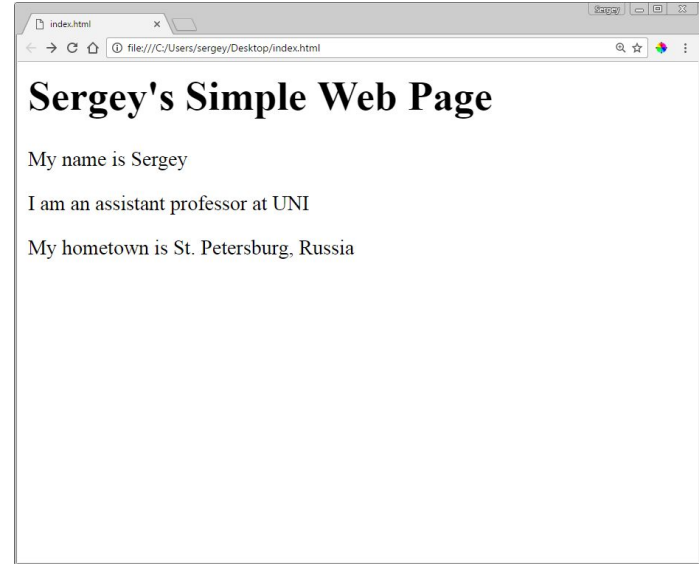 Sergey
index.html
file:///C:/Users/sergey/Desktop/index.html
Sergey's Simple Web Page
My name is Sergey
I am an assistant professor at UNI
My hometown is St. Petersburg, Russia